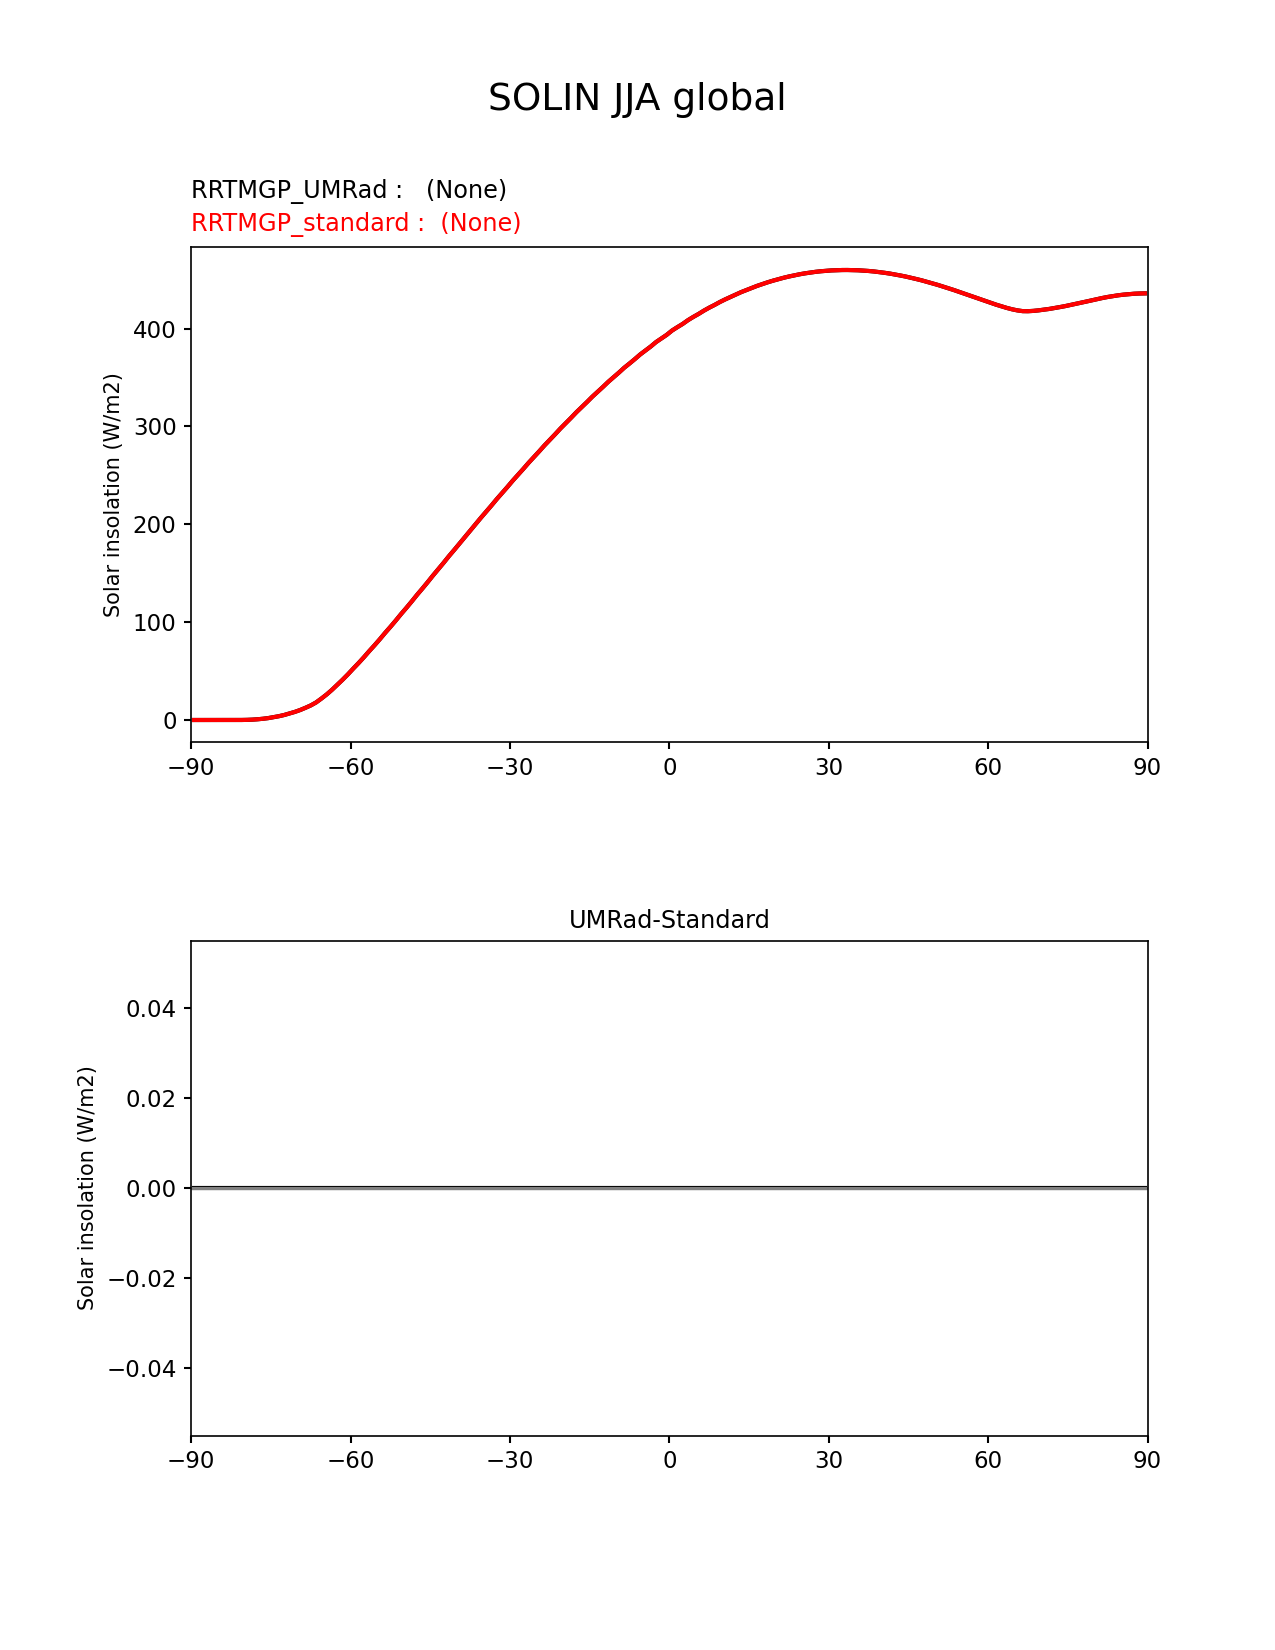 SOLIN JJA global
RRTMGP_UMRad :   (None)
RRTMGP_standard :  (None)
Solar insolation (W/m2)
400
300
200
100
0
−90 −60 −30 0 30 60 90
UMRad-Standard
Solar insolation (W/m2)
0.04
0.02
0.00
−0.02
−0.04
−90 −60 −30 0 30 60 90